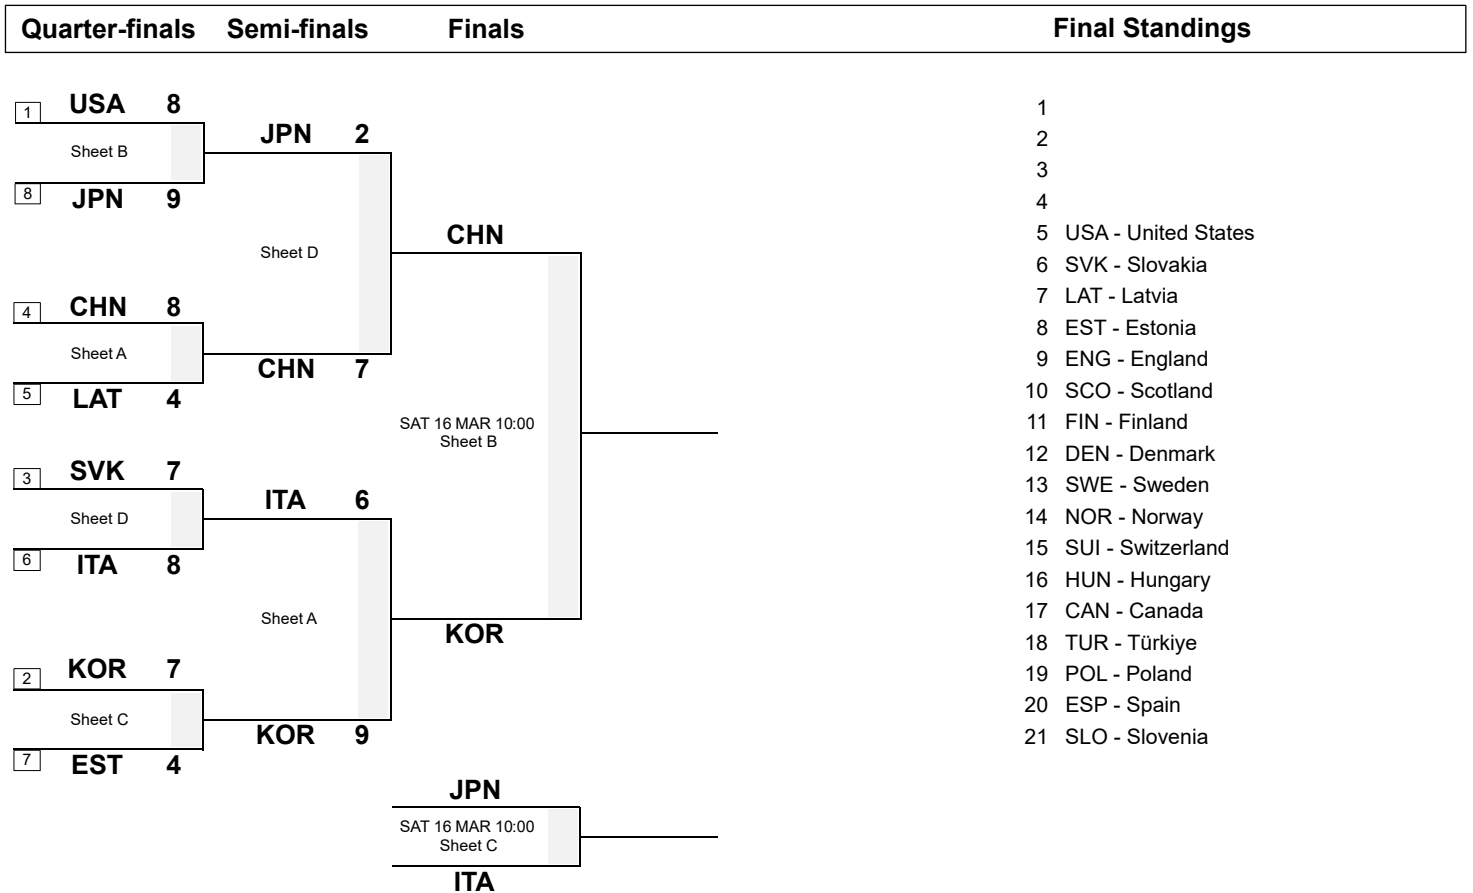 Quarter-finals Semi-finals Finals Final Standings
1 USA 8
Sheet B
8 JPN 9
4 CHN 8
Sheet A
5 LAT 4
3 SVK 7
Sheet D
6 ITA 8
2 KOR 7
Sheet C
7 EST 4
JPN 2
Sheet D
CHN 7
ITA 6
Sheet A
KOR 9
CHN
SAT 16 MAR 10:00
Sheet B
KOR
JPN
SAT 16 MAR 10:00
Sheet C
ITA
1
2
3
4
5 USA - United States
6 SVK - Slovakia
7 LAT - Latvia
8 EST - Estonia
9 ENG - England
10 SCO - Scotland
11 FIN - Finland
12 DEN - Denmark
13 SWE - Sweden
14 NOR - Norway
15 SUI - Switzerland
16 HUN - Hungary
17 CAN - Canada
18 TUR - Türkiye
19 POL - Poland
20 ESP - Spain
21 SLO - Slovenia